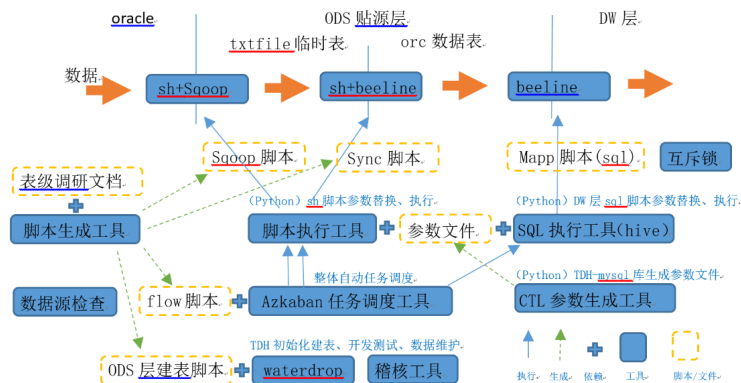 oracle
ODS 贴源层
DW 层
txtfile 临时表
orc 数据表
数据
sh+Sqoop
sh+beeline
beeline
Sqoop 脚本
Sync 脚本
Mapp 脚本(sql)
互斥锁
表级调研文档
(Python) sh 脚本参数替换、执行
(Python) DW 层 sql 脚本参数替换、执行
脚本生成工具
脚本执行工具
参数文件
SQL 执行工具(hive)
整体自动任务调度
(Python) TDH-mysql 库生成参数文件
数据源检查
flow 脚本
Azkaban 任务调度工具
CTL 参数生成工具
TDH 初始化建表、开发测试、数据维护
ODS 层建表脚本
waterdrop
稽核工具
执行
生成
依赖
工具
脚本/文件